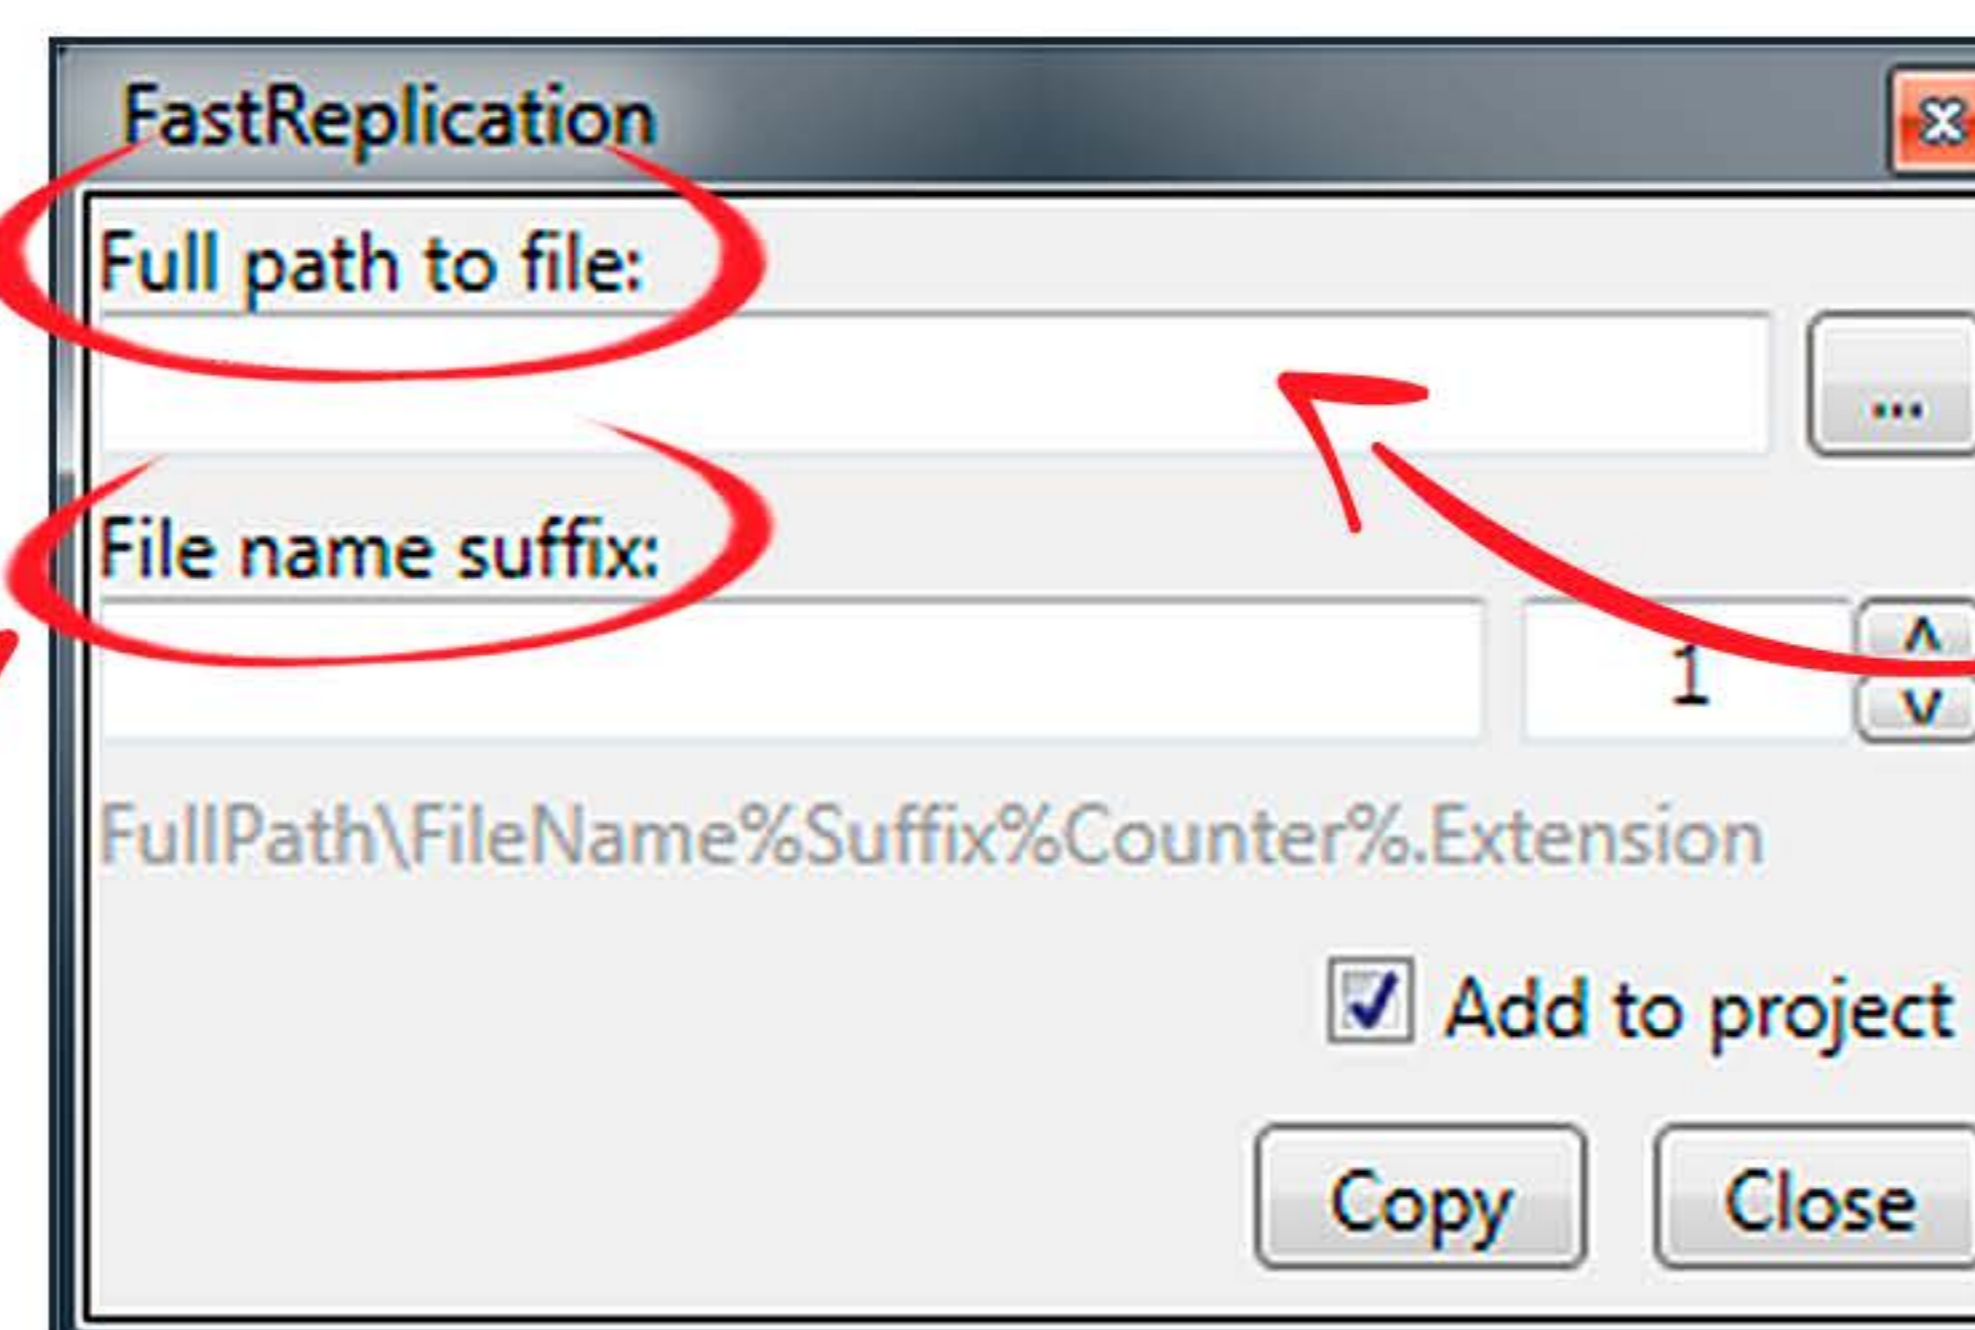 FastReplication
Full path to file:
...
File name suffix:
1
FullPath\FileName%Suffix%Counter%.Extension
Add to project
Copy Close